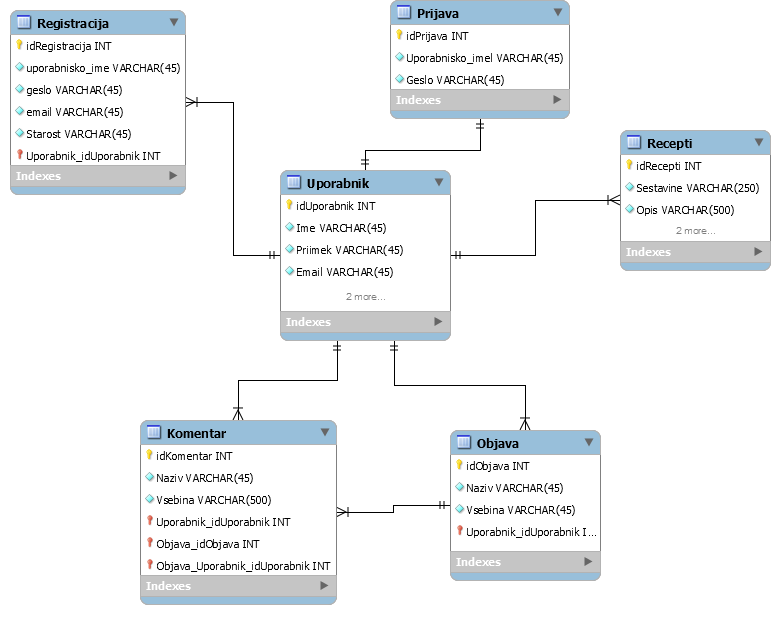 Registracija
idRegistracija INT
uporabnisko_ime VARCHAR(45)
geslo VARCHAR(45)
email VARCHAR(45)
Starost VARCHAR(45)
Uporabnik_idUporabnik INT
Indexes
Prijava
idPrijava INT
Uporabnisko_imeI VARCHAR(45)
Geslo VARCHAR(45)
Indexes
Recepti
idRecepti INT
Sestavine VARCHAR(250)
Opis VARCHAR(500)
2 more...
Indexes
Uporabnik
idUporabnik INT
Ime VARCHAR(45)
Priimek VARCHAR(45)
Email VARCHAR(45)
2 more...
Indexes
Komentar
idKomentar INT
Naziv VARCHAR(45)
Vsebina VARCHAR(500)
Uporabnik_idUporabnik INT
Objava_idObjava INT
Objava_Uporabnik_idUporabnik INT
Indexes
Objava
idObjava INT
Naziv VARCHAR(45)
Vsebina VARCHAR(45)
Uporabnik_idUporabnik I...
Indexes